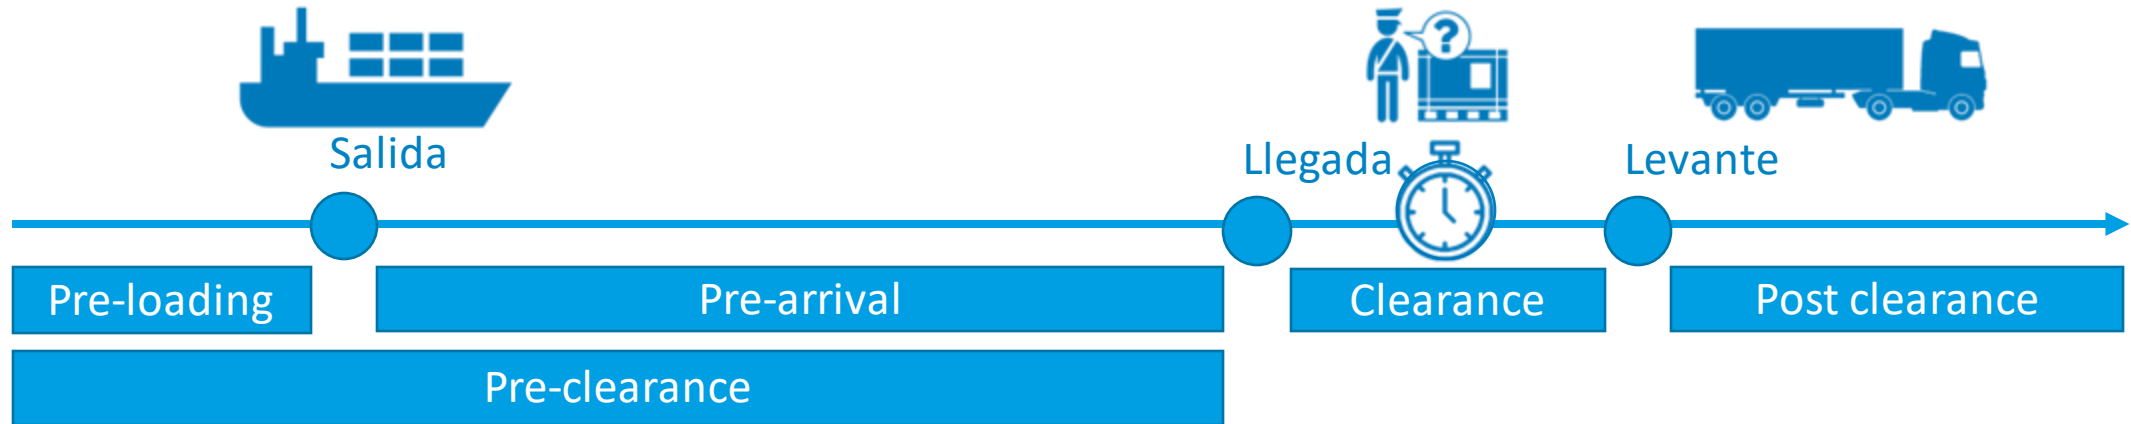 ?
Salida
Llegada
Levante
Pre-loading
Pre-arrival
Clearance
Post clearance
Pre-clearance